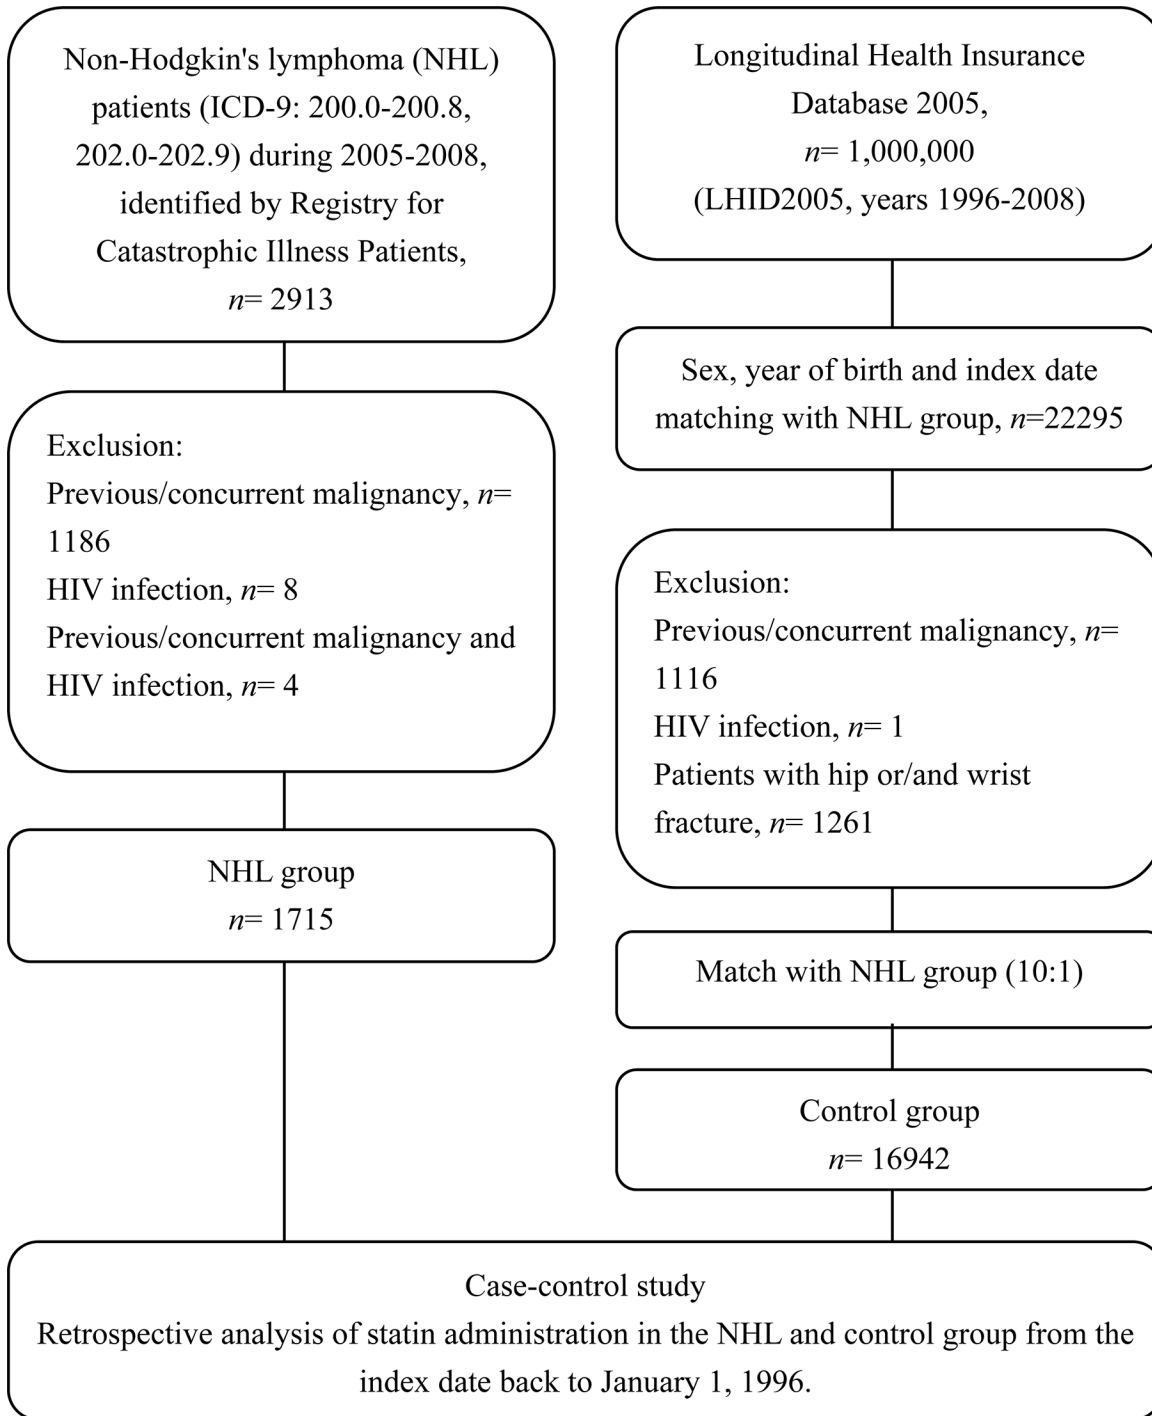 Non-Hodgkin's lymphoma (NHL)
patients (ICD-9: 200.0-200.8,
202.0-202.9) during 2005-2008,
identified by Registry for
Catastrophic Illness Patients,
n= 2913
Exclusion:
Previous/concurrent malignancy, n=
1186
HIV infection, n= 8
Previous/concurrent malignancy and
HIV infection, n= 4
NHL group
n= 1715
Longitudinal Health Insurance
Database 2005,
n= 1,000,000
(LHID2005, years 1996-2008)
Sex, year of birth and index date
matching with NHL group, n=22295
Exclusion:
Previous/concurrent malignancy, n=
1116
HIV infection, n= 1
Patients with hip or/and wrist
fracture, n= 1261
Match with NHL group (10:1)
Control group
n= 16942
Case-control study
Retrospective analysis of statin administration in the NHL and control group from the
index date back to January 1, 1996.